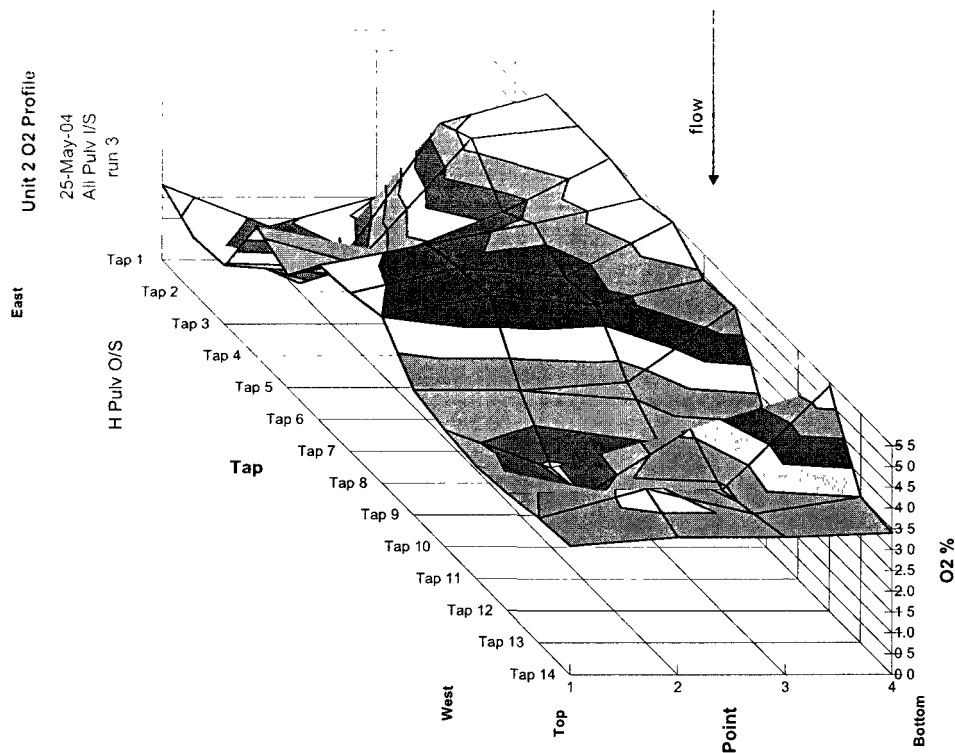 Unit 2 O2 Profile
25-May-04
All Pulv I/S
run 3
flow
East
H Pulv O/S
Tap 1
Tap 2
Tap 3
Tap 4
Tap 5
Tap 6
Tap 7
Tap 8
Tap 9
Tap 10
Tap 11
Tap 12
Tap 13
Tap 14
Tap
West
Top
1
2
3
4
Point
Bottom
5 5
5 0
4 5
4 0
3 5
3 0
2.5
2.0
1 5
1.0
0 5
0 0
O2 %